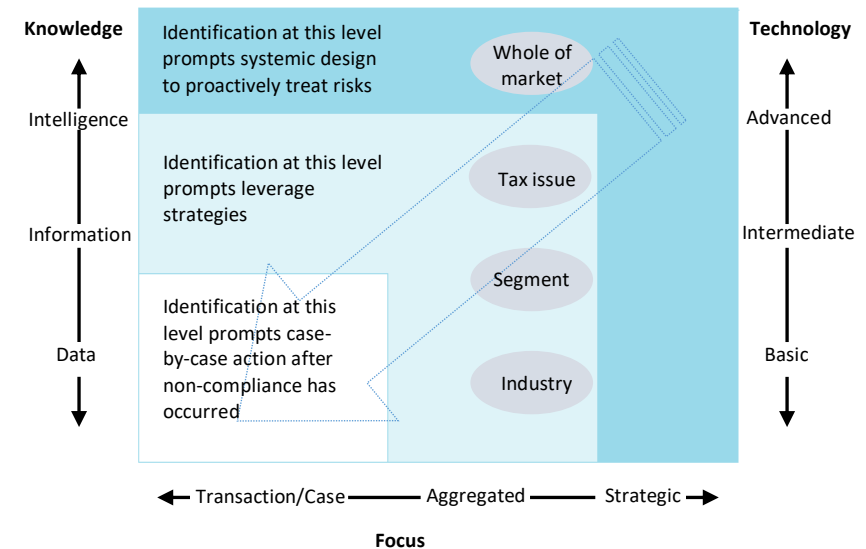 Knowledge
Technology
Identification at this level
prompts systemic design
to proactively treat risks
Whole of
market
Intelligence
Advanced
Identification at this level
prompts leverage
strategies
Tax issue
Information
Intermediate
Segment
Identification at this
level prompts case-
by-case action after
non-compliance has
occurred
Data
Basic
Industry
Transaction/Case
Aggregated
Strategic
Focus